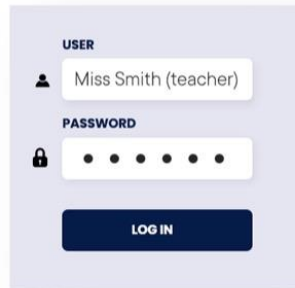 USER
Miss Smith (teacher)
PASSWORD
● ● ● ● ● ●
LOG IN